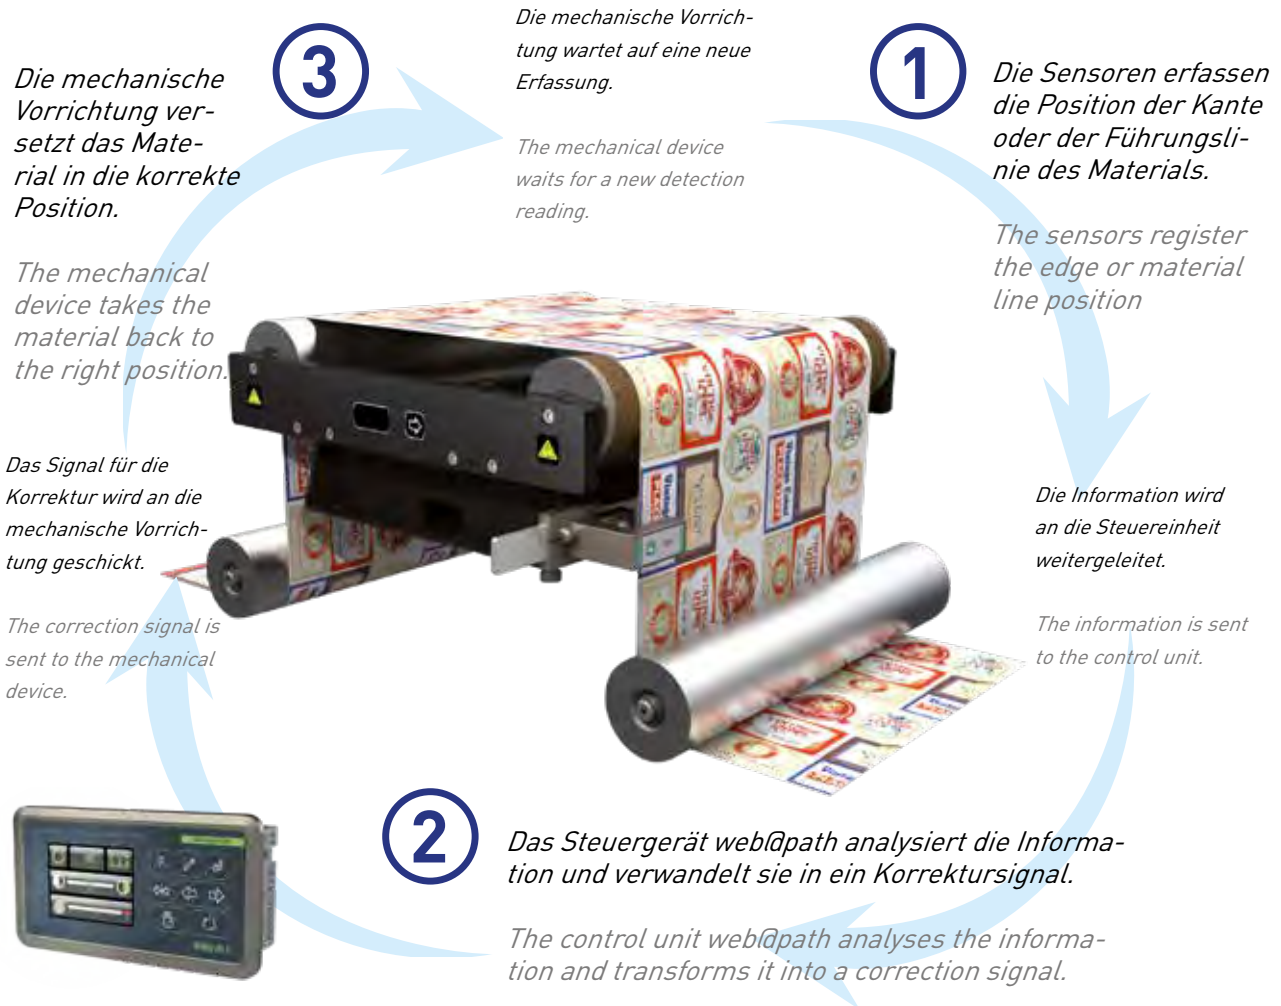 3
Die mechanische
Vorrichtung ver-
setzt das Mate-
rial in die korrekte
Position.
The mechanical
device takes the
material back to
the right position.
Die mechanische Vorrich-
tung wartet auf eine neue
Erfassung.
The mechanical device
waits for a new detection
reading.
1
Die Sensoren erfassen
die Position der Kante
oder der Führungsli-
nie des Materials.
The sensors register
the edge or material
line position
Die Information wird
an die Steuereinheit
weitergeleitet.
The information is sent
to the control unit.
2
Das Steuergerät web@path analysiert die Informa-
tion und verwandelt sie in ein Korrektursignal.
The control unit web@path analyses the informa-
tion and transforms it into a correction signal.
Das Signal für die
Korrektur wird an die
mechanische Vorrich-
tung geschickt.
The correction signal is
sent to the mechanical
device.